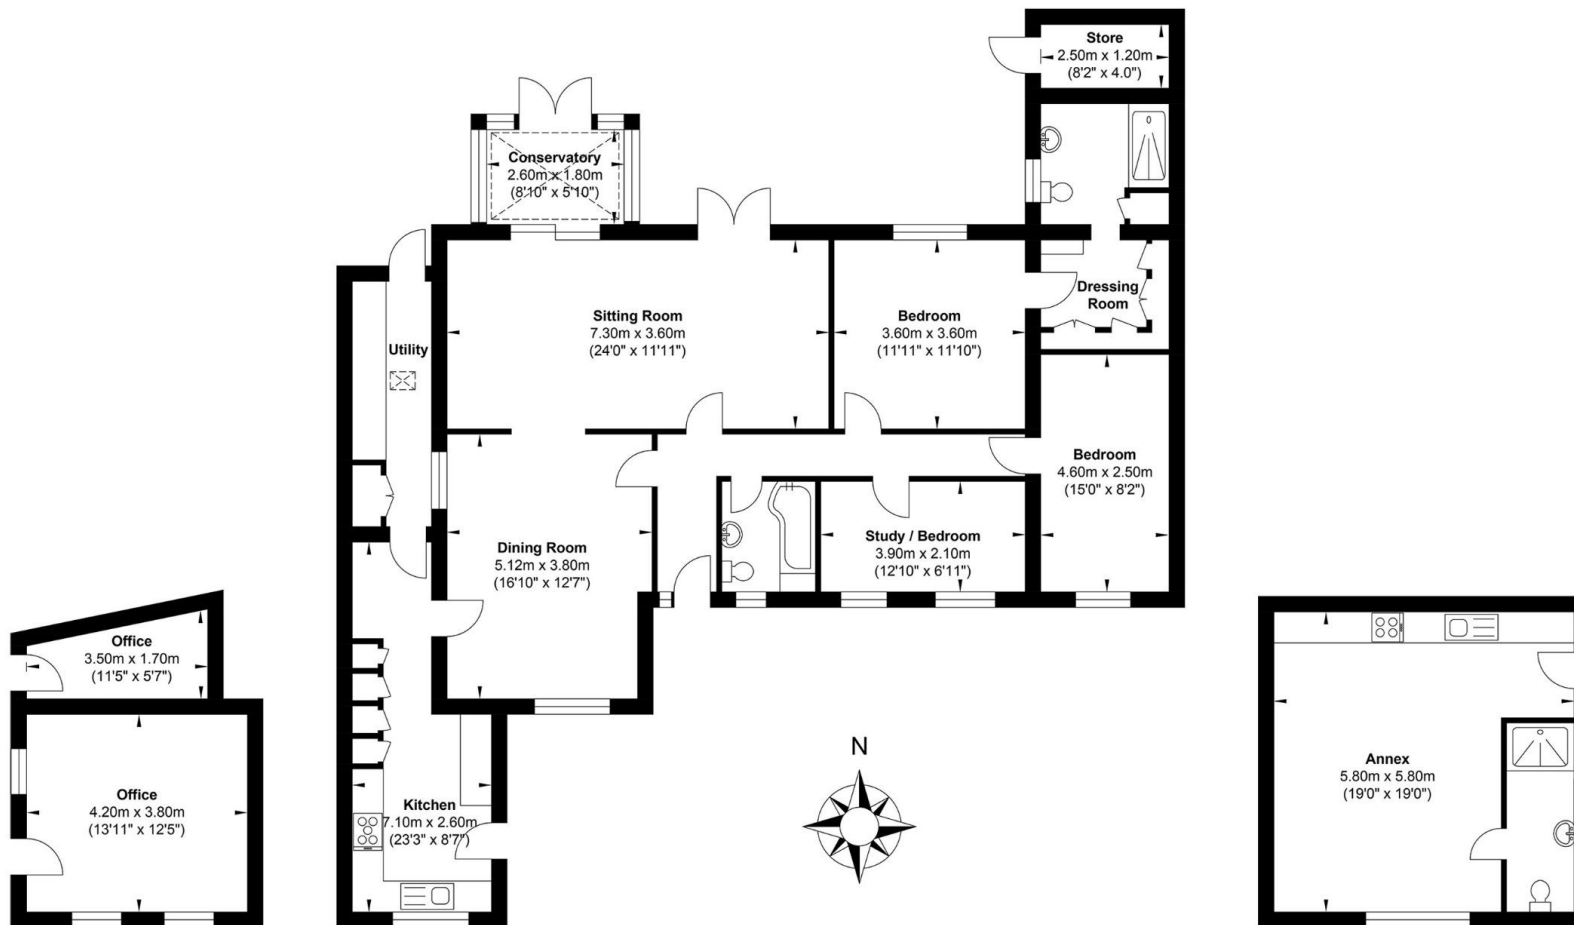 Store
2.50m x 1.20m
(8'2" x 4.0")
Conservatory
2.60m x 1.80m
(8'10" x 5'10")
Sitting Room
7.30m x 3.60m
(24'0" x 11'11")
Bedroom
3.60m x 3.60m
(11'11" x 11'10")
Dressing
Room
Utility
Bedroom
4.60m x 2.50m
(15'0" x 8'2")
Dining Room
5.12m x 3.80m
(16'10" x 12'7")
Study / Bedroom
3.90m x 2.10m
(12'10" x 6'11")
Office
3.50m x 1.70m
(11'5" x 5'7")
Office
4.20m x 3.80m
(13'11" x 12'5")
Kitchen
7.10m x 2.60m
(23'3" x 8'7")
N
Annex
5.80m x 5.80m
(19'0" x 19'0")